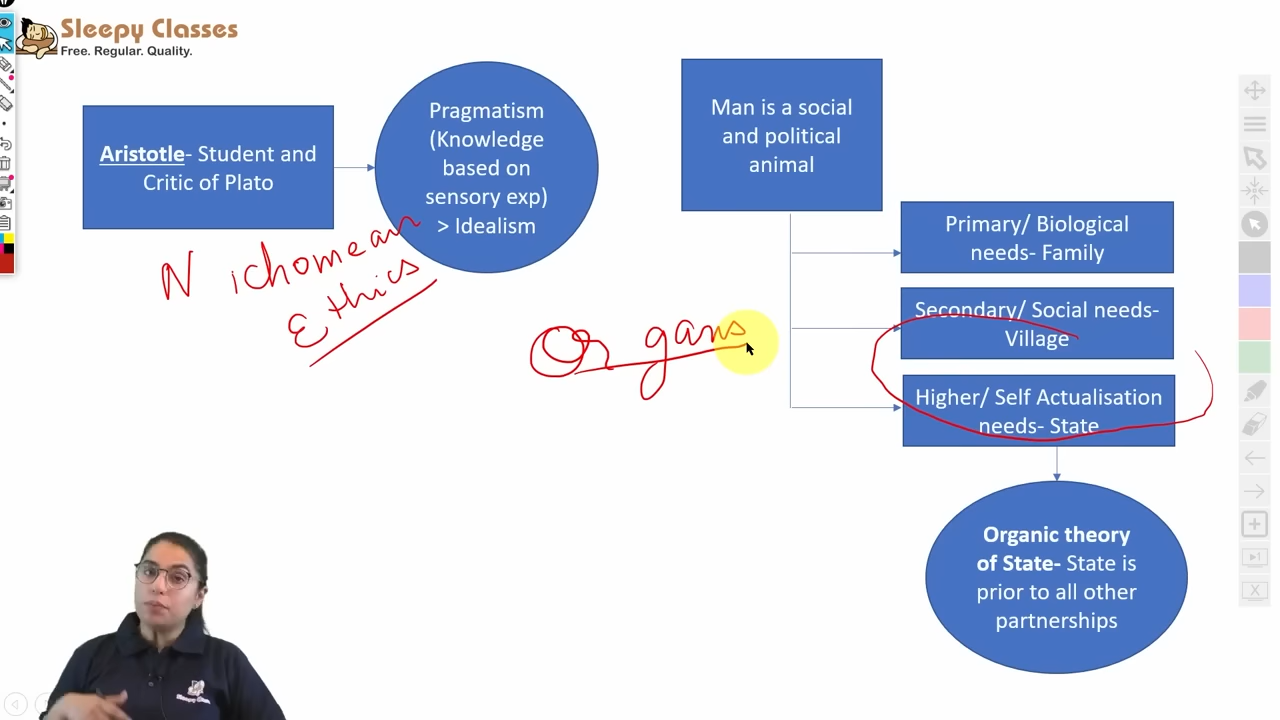 Sleepy Classes
Free. Regular. Quality.
Aristotle- Student and
Critic of Plato
Pragmatism
(Knowledge
based on
sensory exp)
> Idealism
Nichomean
Ethics
Organs
Man is a social
and political
animal
Primary/ Biological
needs- Family
Secondary/ Social needs-
Village
Higher/ Self Actualisation
needs- State
Organic theory
of State- State is
prior to all other
partnerships
Sleepy Classes